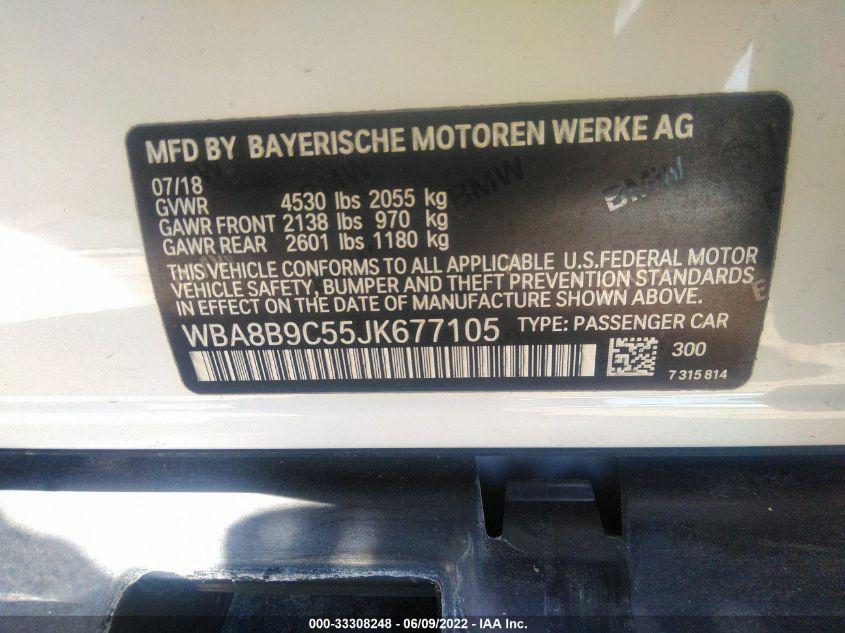 MFD BY BAYERISCHE MOTOREN WERKE AG
07/18
GVWR 4530 lbs 2055 kg
GAWR FRONT 2138 lbs 970 kg
GAWR REAR 2601 lbs 1180 kg
THIS VEHICLE CONFORMS TO ALL APPLICABLE U.S.FEDERAL MOTOR
VEHICLE SAFETY, BUMPER AND THEFT PREVENTION STANDARDS
IN EFFECT ON THE DATE OF MANUFACTURE SHOWN ABOVE.
WBA8B9C55JK677105 TYPE: PASSENGER CAR
300
7 315 814
BMW BMW
000-33308248 - 06/09/2022 - IAA Inc.